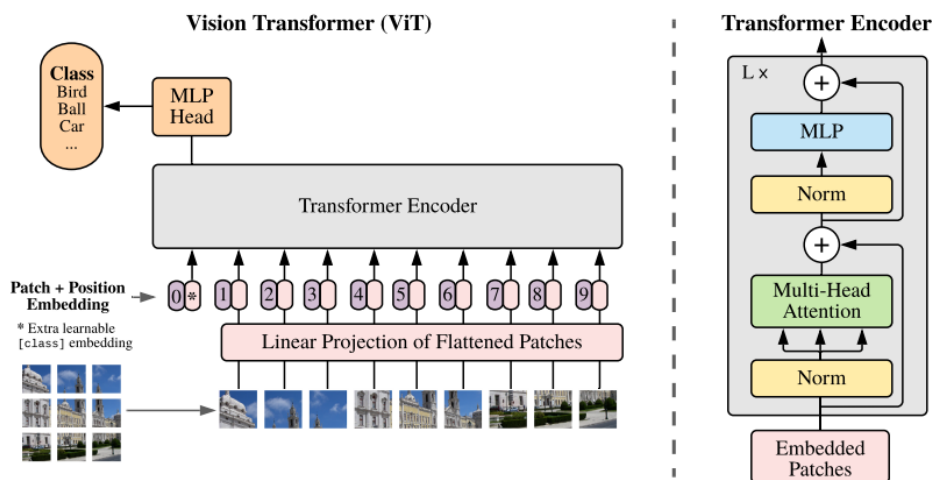 Vision Transformer (ViT)
Class
Bird
Ball
Car
...
MLP
Head
Transformer Encoder
Patch + Position
Embedding
* Extra learnable
[class] embedding
0 * 1 2 3 4 5 6 7 8 9
Linear Projection of Flattened Patches
Transformer Encoder
L ×
+
MLP
Norm
+
Multi-Head
Attention
Norm
Embedded
Patches